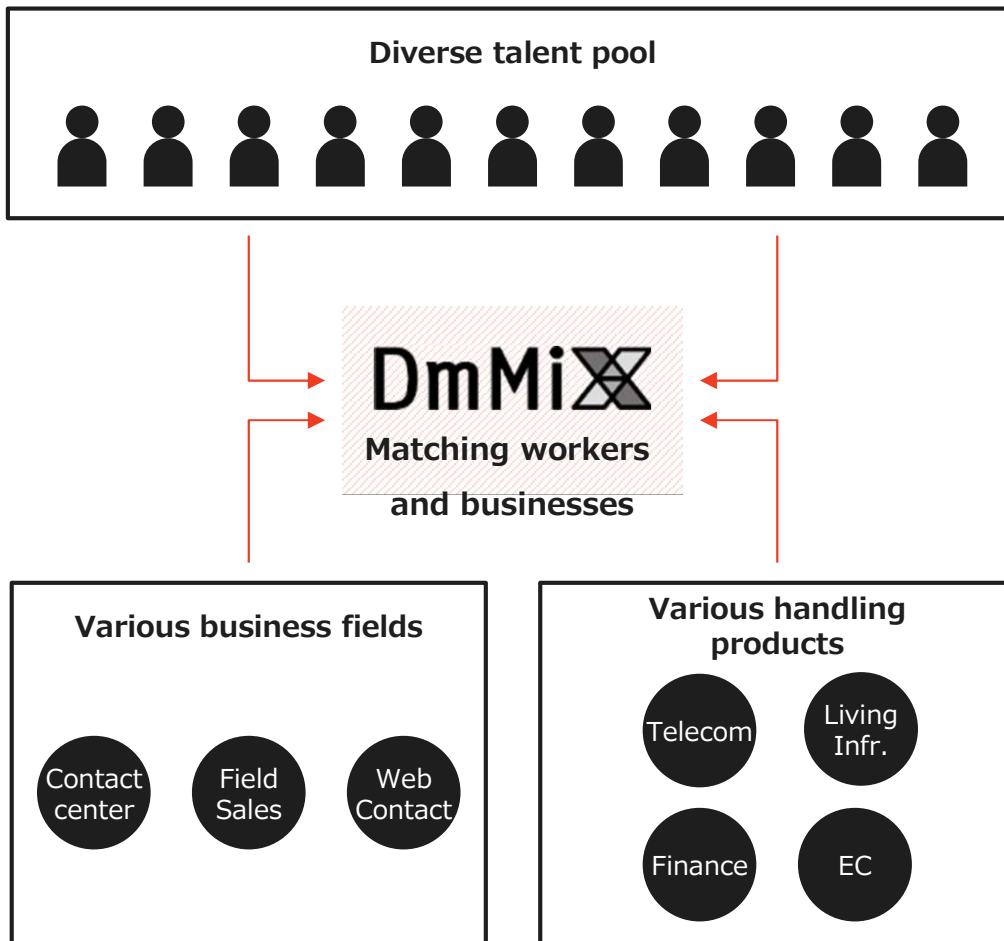 Diverse talent pool
DmMiX
Matching workers
and businesses
Various business fields
Contact
center
Field
Sales
Web
Contact
Various handling
products
Telecom
Living
Infr.
Finance
EC